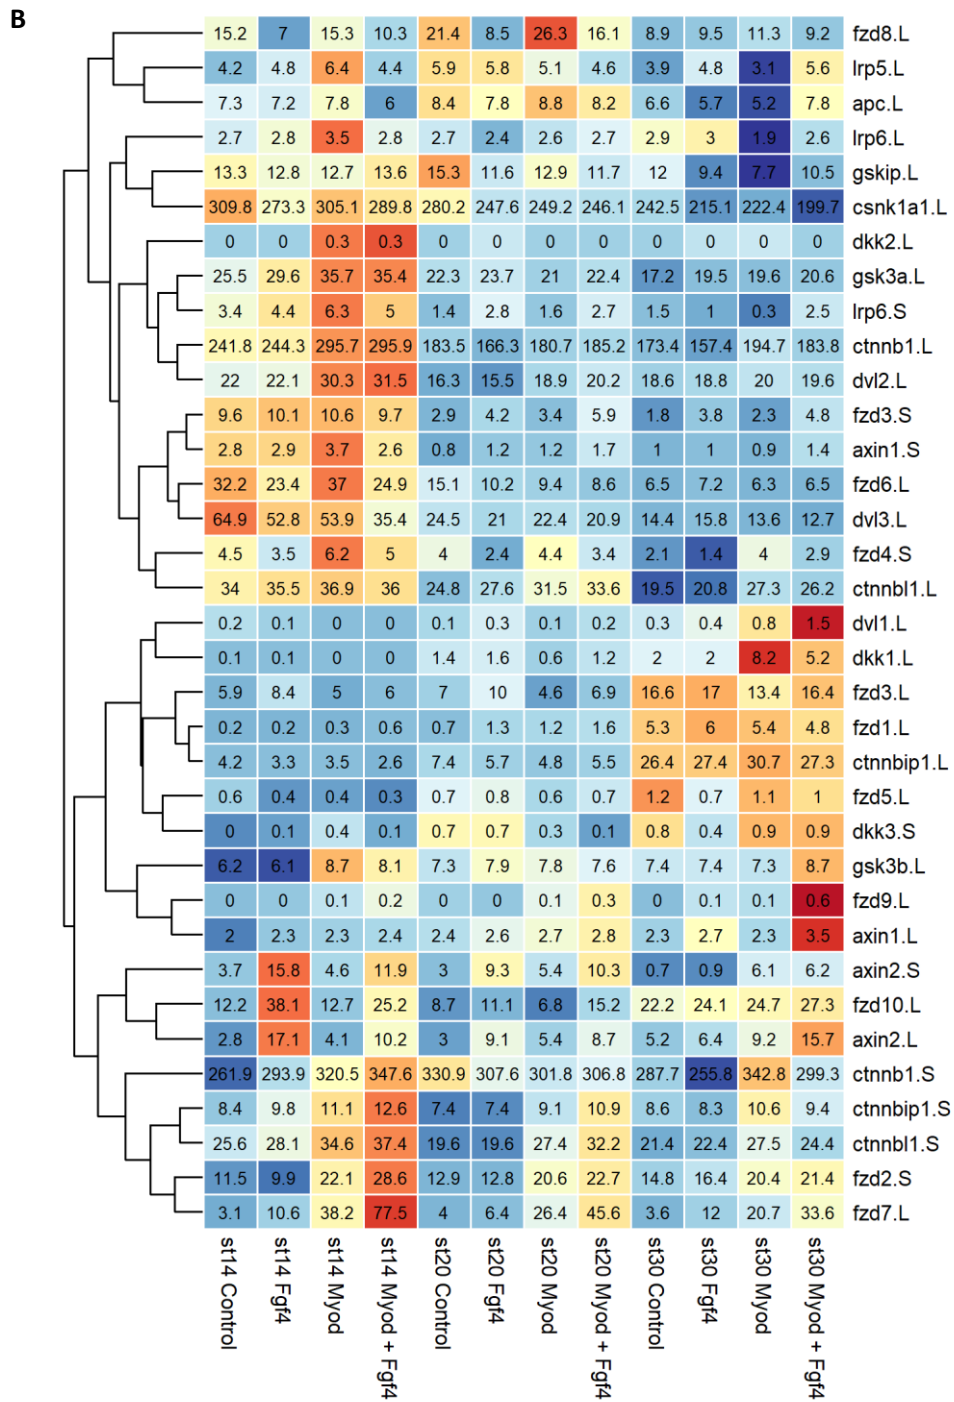 B
15.2 7 15.3 10.3 21.4 8.5 26.3 16.1 8.9 9.5 11.3 9.2 fzd8.L
4.2 4.8 6.4 4.4 5.9 5.8 5.1 4.6 3.9 4.8 3.1 5.6 lrp5.L
7.3 7.2 7.8 6 8.4 7.8 8.8 8.2 6.6 5.7 5.2 7.8 apc.L
2.7 2.8 3.5 2.8 2.7 2.4 2.6 2.7 2.9 3 1.9 2.6 lrp6.L
13.3 12.8 12.7 13.6 15.3 11.6 12.9 11.7 12 9.4 7.7 10.5 gskip.L
309.8 273.3 305.1 289.8 280.2 247.6 249.2 246.1 242.5 215.1 222.4 199.7 csnk1a1.L
0 0 0.3 0.3 0 0 0 0 0 0 0 0 dkk2.L
25.5 29.6 35.7 35.4 22.3 23.7 21 22.4 17.2 19.5 19.6 20.6 gsk3a.L
3.4 4.4 6.3 5 1.4 2.8 1.6 2.7 1.5 1 0.3 2.5 lrp6.S
241.8 244.3 295.7 295.9 183.5 166.3 180.7 185.2 173.4 157.4 194.7 183.8 ctnnb1.L
22 22.1 30.3 31.5 16.3 15.5 18.9 20.2 18.6 18.8 20 19.6 dvl2.L
9.6 10.1 10.6 9.7 2.9 4.2 3.4 5.9 1.8 3.8 2.3 4.8 fzd3.S
2.8 2.9 3.7 2.6 0.8 1.2 1.2 1.7 1 1 0.9 1.4 axin1.S
32.2 23.4 37 24.9 15.1 10.2 9.4 8.6 6.5 7.2 6.3 6.5 fzd6.L
64.9 52.8 53.9 35.4 24.5 21 22.4 20.9 14.4 15.8 13.6 12.7 dvl3.L
4.5 3.5 6.2 5 4 2.4 4.4 3.4 2.1 1.4 4 2.9 fzd4.S
34 35.5 36.9 36 24.8 27.6 31.5 33.6 19.5 20.8 27.3 26.2 ctnnbl1.L
0.2 0.1 0 0 0.1 0.3 0.1 0.2 0.3 0.4 0.8 1.5 dvl1.L
0.1 0.1 0 0 1.4 1.6 0.6 1.2 2 2 8.2 5.2 dkk1.L
5.9 8.4 5 6 7 10 4.6 6.9 16.6 17 13.4 16.4 fzd3.L
0.2 0.2 0.3 0.6 0.7 1.3 1.2 1.6 5.3 6 5.4 4.8 fzd1.L
4.2 3.3 3.5 2.6 7.4 5.7 4.8 5.5 26.4 27.4 30.7 27.3 ctnnbip1.L
0.6 0.4 0.4 0.3 0.7 0.8 0.6 0.7 1.2 0.7 1.1 1 fzd5.L
0 0.1 0.4 0.1 0.7 0.7 0.3 0.1 0.8 0.4 0.9 0.9 dkk3.S
6.2 6.1 8.7 8.1 7.3 7.9 7.8 7.6 7.4 7.4 7.3 8.7 gsk3b.L
0 0 0.1 0.2 0 0 0.1 0.3 0 0.1 0.1 0.6 fzd9.L
2 2.3 2.3 2.4 2.4 2.6 2.7 2.8 2.3 2.7 2.3 3.5 axin1.L
3.7 15.8 4.6 11.9 3 9.3 5.4 10.3 0.7 0.9 6.1 6.2 axin2.S
12.2 38.1 12.7 25.2 8.7 11.1 6.8 15.2 22.2 24.1 24.7 27.3 fzd10.L
2.8 17.1 4.1 10.2 3 9.1 5.4 8.7 5.2 6.4 9.2 15.7 axin2.L
261.9 293.9 320.5 347.6 330.9 307.6 301.8 306.8 287.7 255.8 342.8 299.3 ctnnb1.S
8.4 9.8 11.1 12.6 7.4 7.4 9.1 10.9 8.6 8.3 10.6 9.4 ctnnbip1.S
25.6 28.1 34.6 37.4 19.6 19.6 27.4 32.2 21.4 22.4 27.5 24.4 ctnnbl1.S
11.5 9.9 22.1 28.6 12.9 12.8 20.6 22.7 14.8 16.4 20.4 21.4 fzd2.S
3.1 10.6 38.2 77.5 4 6.4 26.4 45.6 3.6 12 20.7 33.6 fzd7.L
st14 Control
st14 Fgf4
st14 Myod
st14 Myod + Fgf4
st20 Control
st20 Fgf4
st20 Myod
st20 Myod + Fgf4
st30 Control
st30 Fgf4
st30 Myod
st30 Myod + Fgf4